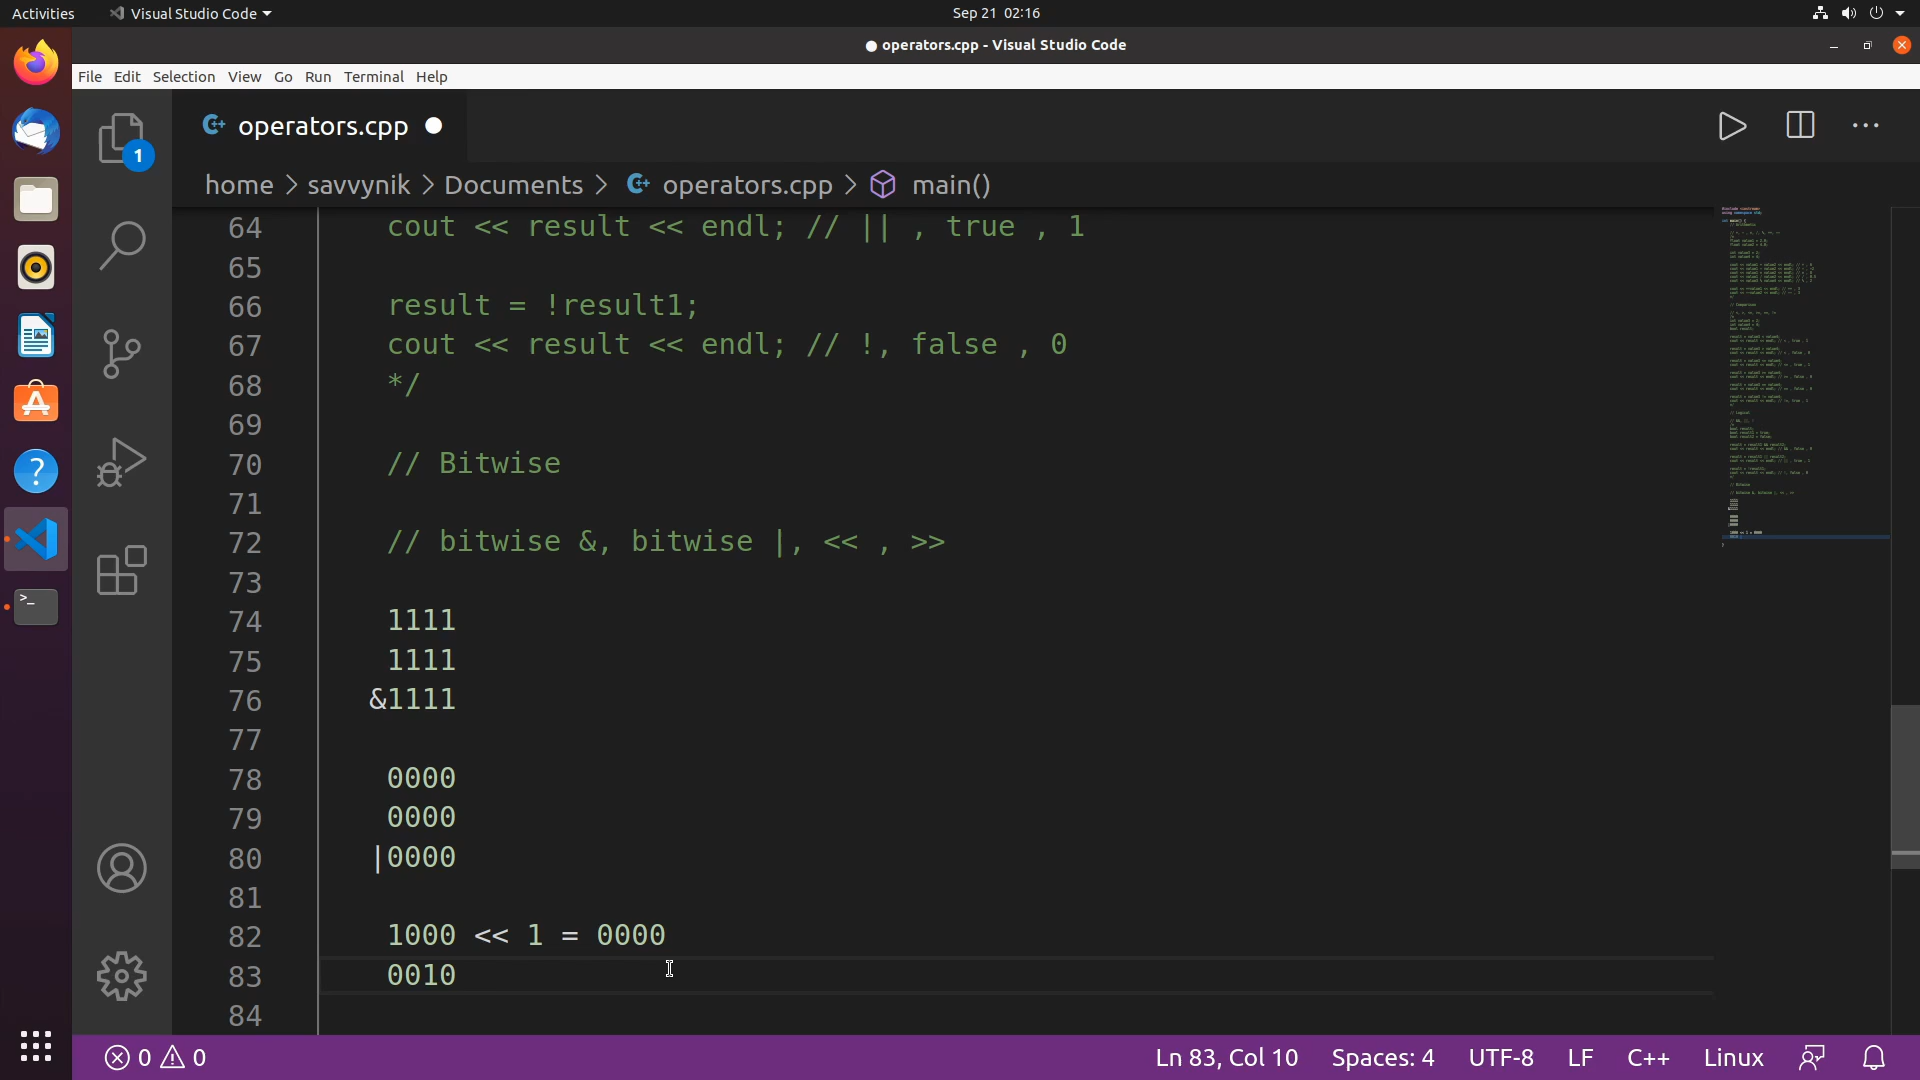 Activities Visual Studio Code Sep 21 02:16
● operators.cpp - Visual Studio Code
File Edit Selection View Go Run Terminal Help
operators.cpp
1
home > savvynik > Documents > operators.cpp > main()
64 cout << result << endl; // || , true , 1
65
66 result = !result1;
67 cout << result << endl; // !, false , 0
68 */
69
70 // Bitwise
71
72 // bitwise &, bitwise |, << , >>
73
74 1111
75 1111
76 &1111
77
78 0000
79 0000
80 |0000
81
82 1000 << 1 = 0000
83 0010
84
0 0 Ln 83, Col 10 Spaces: 4 UTF-8 LF C++ Linux